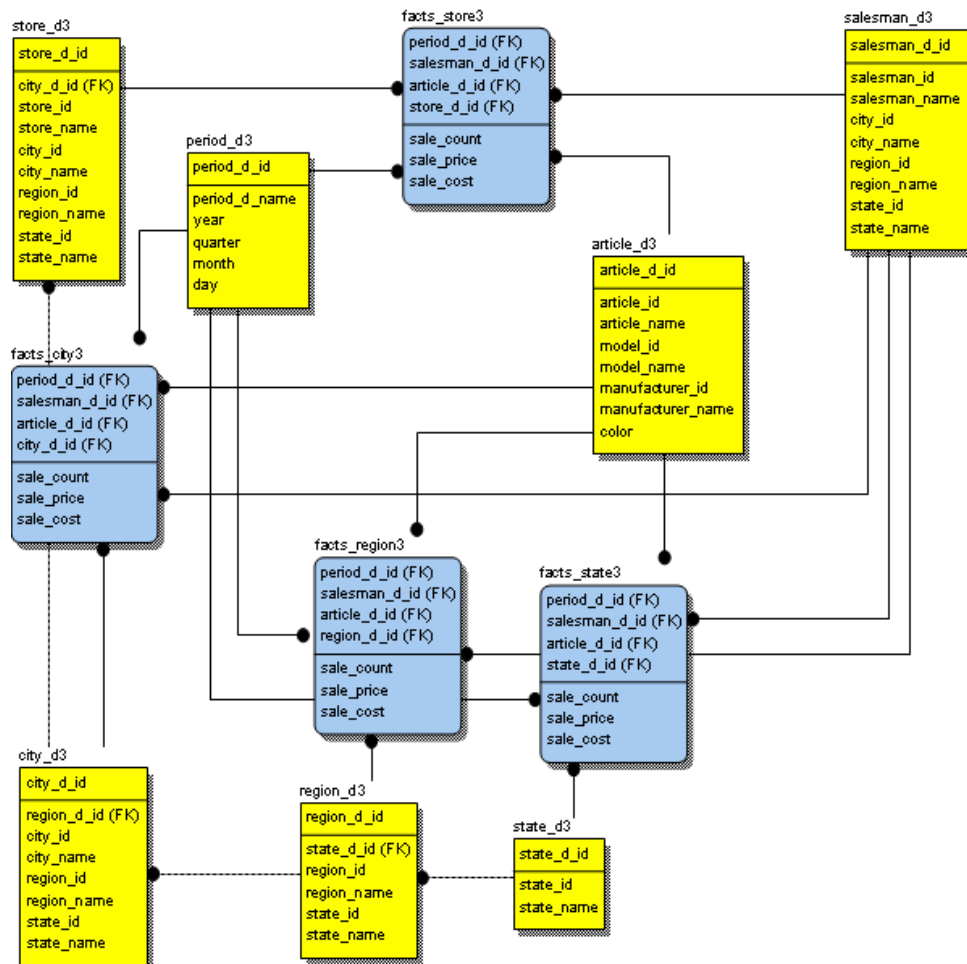 store_d3
store_d_id
city_d_id (FK)
store_id
store_name
city_id
city_name
region_id
region_name
state_id
state_name
facts_store3
period_d_id (FK)
salesman_d_id (FK)
article_d_id (FK)
store_d_id (FK)
sale_count
sale_price
sale_cost
salesman_d3
salesman_d_id
salesman_id
salesman_name
city_id
city_name
region_id
region_name
state_id
state_name
period_d3
period_d_id
period_d_name
year
quarter
month
day
article_d3
article_d_id
article_id
article_name
model_id
model_name
manufacturer_id
manufacturer_name
color
facts_city3
period_d_id (FK)
salesman_d_id (FK)
article_d_id (FK)
city_d_id (FK)
sale_count
sale_price
sale_cost
facts_region3
period_d_id (FK)
salesman_d_id (FK)
article_d_id (FK)
region_d_id (FK)
sale_count
sale_price
sale_cost
facts_state3
period_d_id (FK)
salesman_d_id (FK)
article_d_id (FK)
state_d_id (FK)
sale_count
sale_price
sale_cost
city_d3
city_d_id
region_d_id (FK)
city_id
city_name
region_id
region_name
state_id
state_name
region_d3
region_d_id
state_d_id (FK)
region_id
region_name
state_id
state_name
state_d3
state_d_id
state_id
state_name